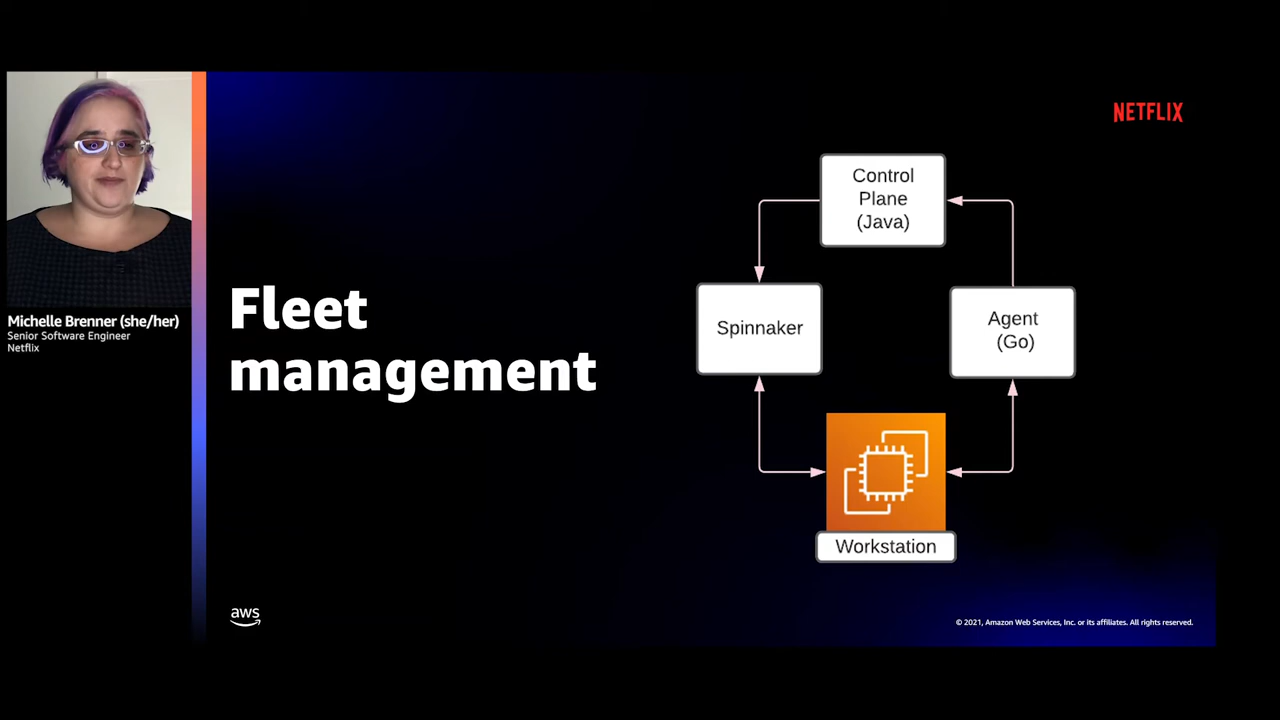 Michelle Brenner (she/her)
Senior Software Engineer
Netflix
NETFLIX
Fleet
management
Control
Plane
(Java)
Spinnaker
Agent
(Go)
Workstation
aws
© 2021, Amazon Web Services, Inc. or its affiliates. All rights reserved.